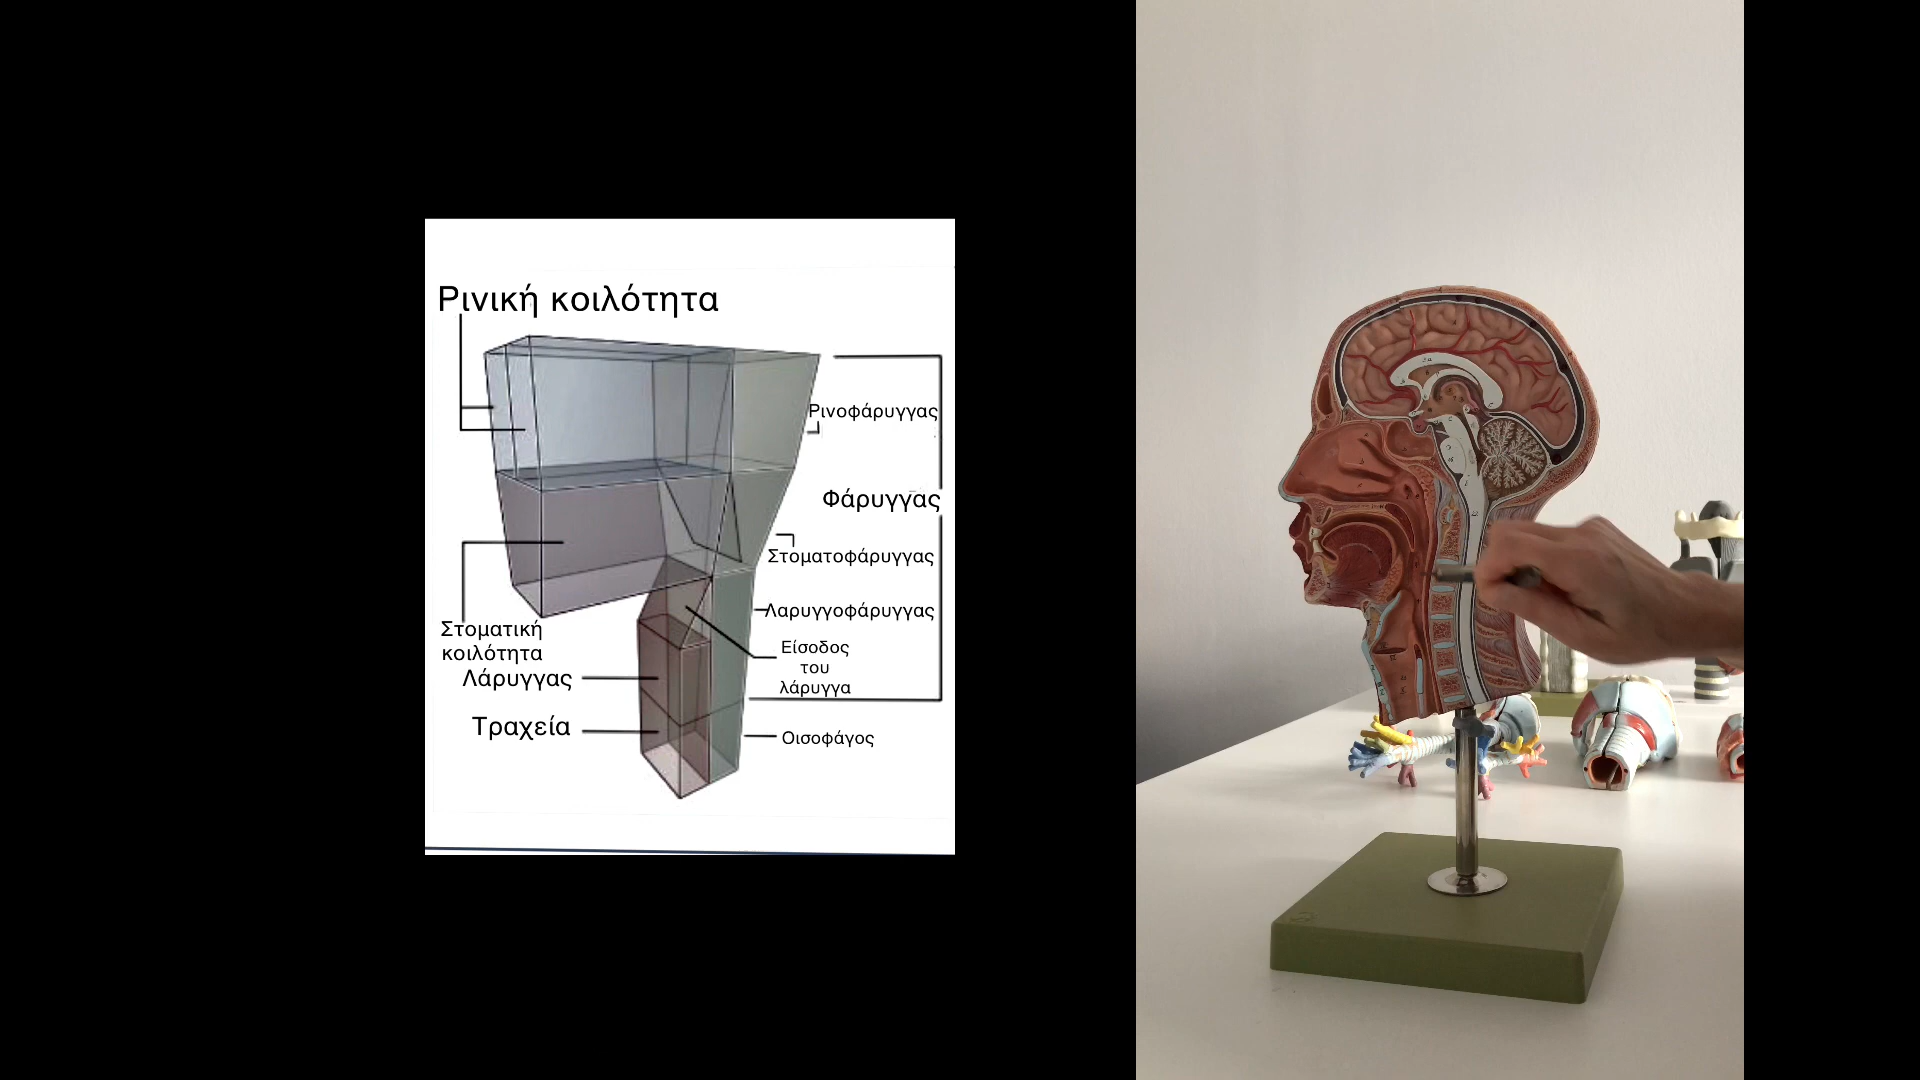 Ρινική κοιλότητα
Ρινοφάρυγγας
Φάρυγγας
Στοματοφάρυγγας
Λαρυγγοφάρυγγας
Στοματική
κοιλότητα
Είσοδος
του
λάρυγγα
Λάρυγγας
Τραχεία
Οισοφάγος